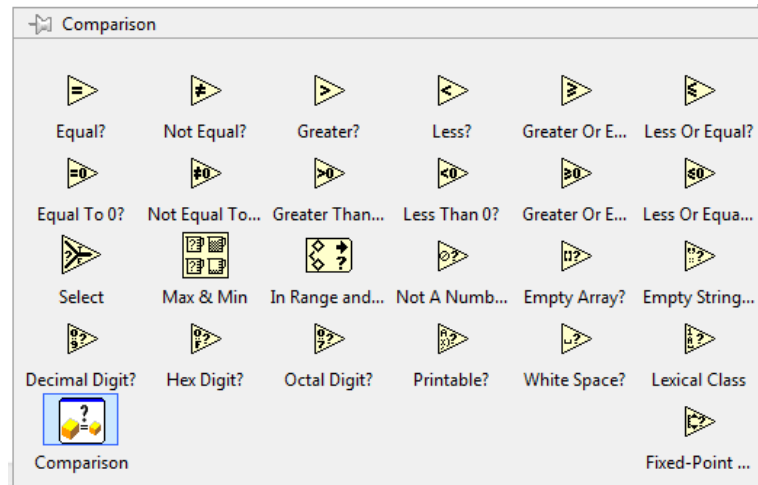 Comparison
Equal? Not Equal? Greater? Less? Greater Or E... Less Or Equal?
Equal To 0? Not Equal To... Greater Than... Less Than 0? Greater Or E... Less Or Equa...
Select Max & Min In Range and... Not A Numb... Empty Array? Empty String...
Decimal Digit? Hex Digit? Octal Digit? Printable? White Space? Lexical Class
Comparison Fixed-Point ...